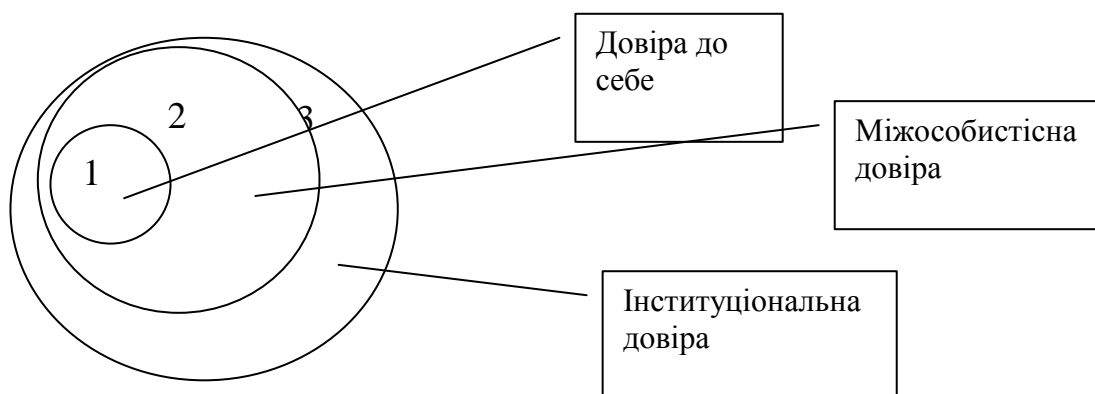 1
2
3
Довіра до
себе
Міжособистісна
довіра
Інституціональна
довіра